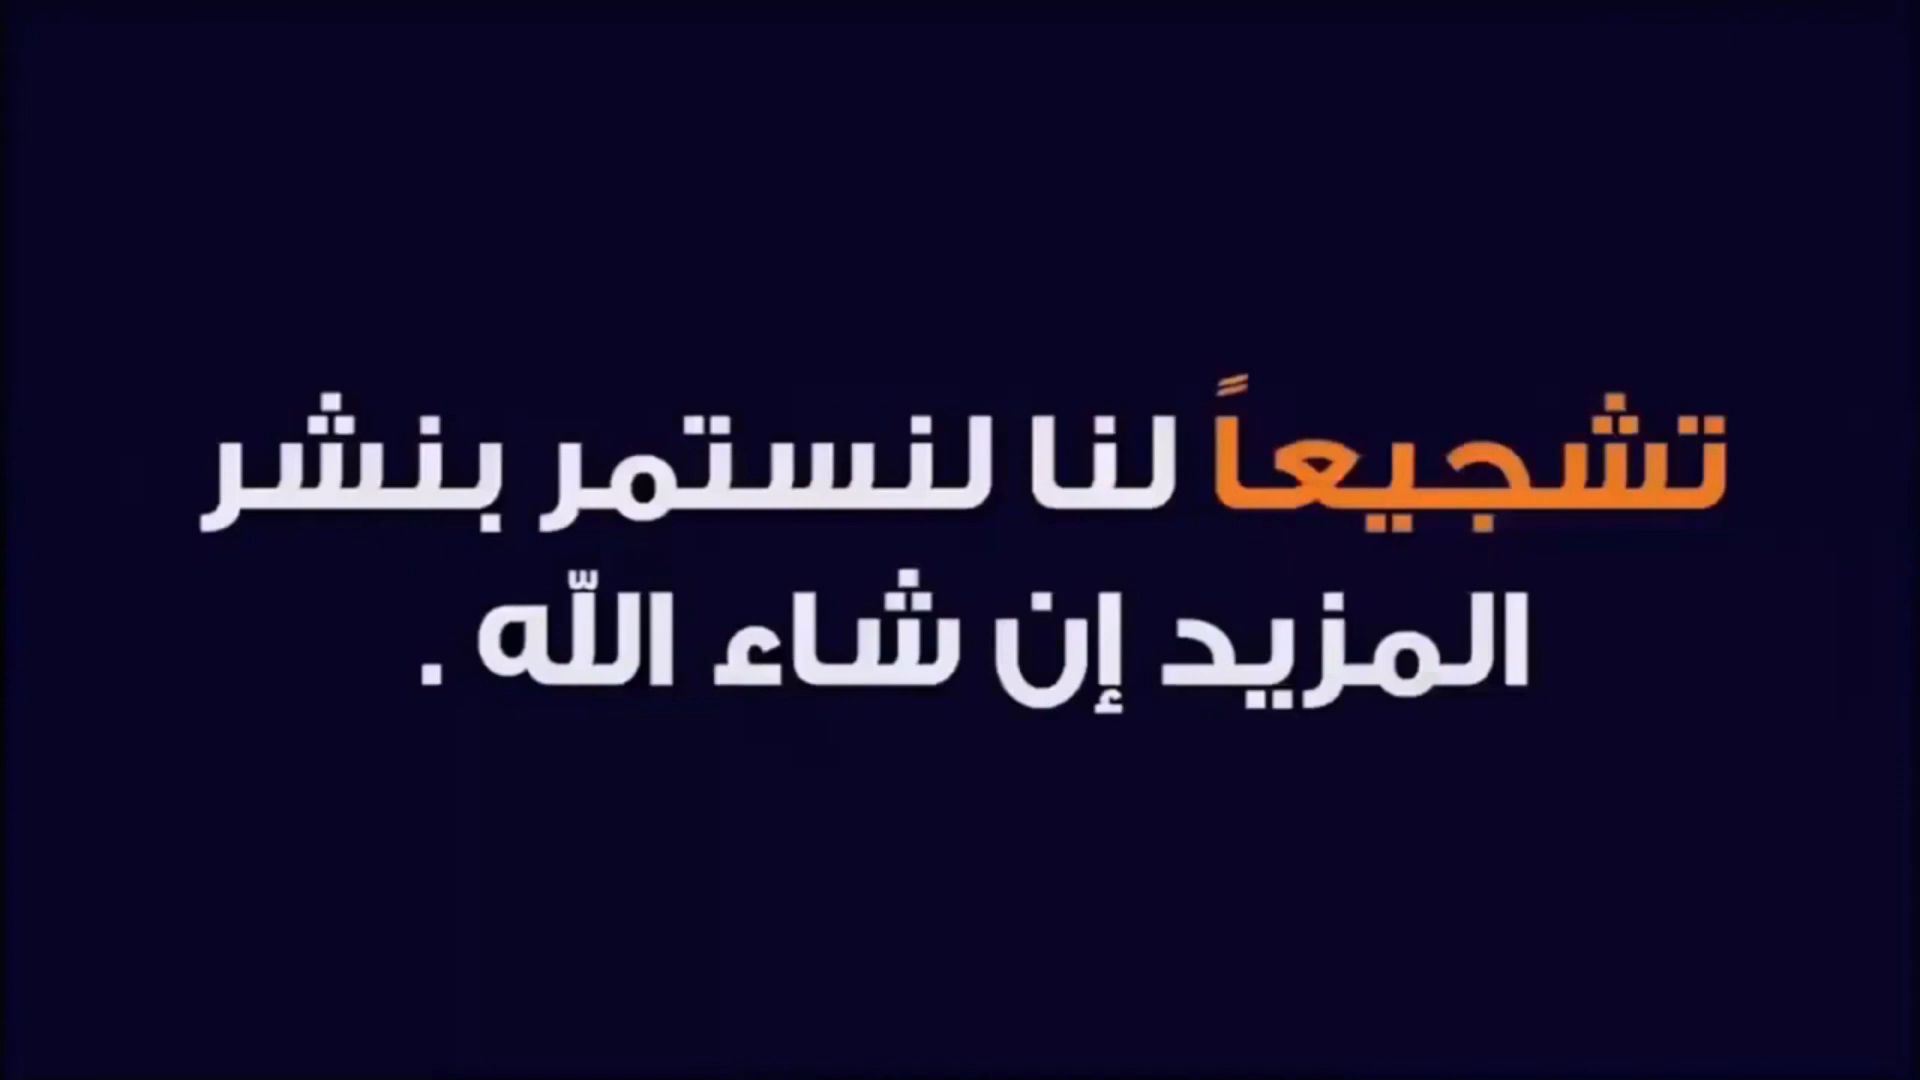 تشجيعاً لنا لنستمر بنشر
المزيد إن شاء اللّه .